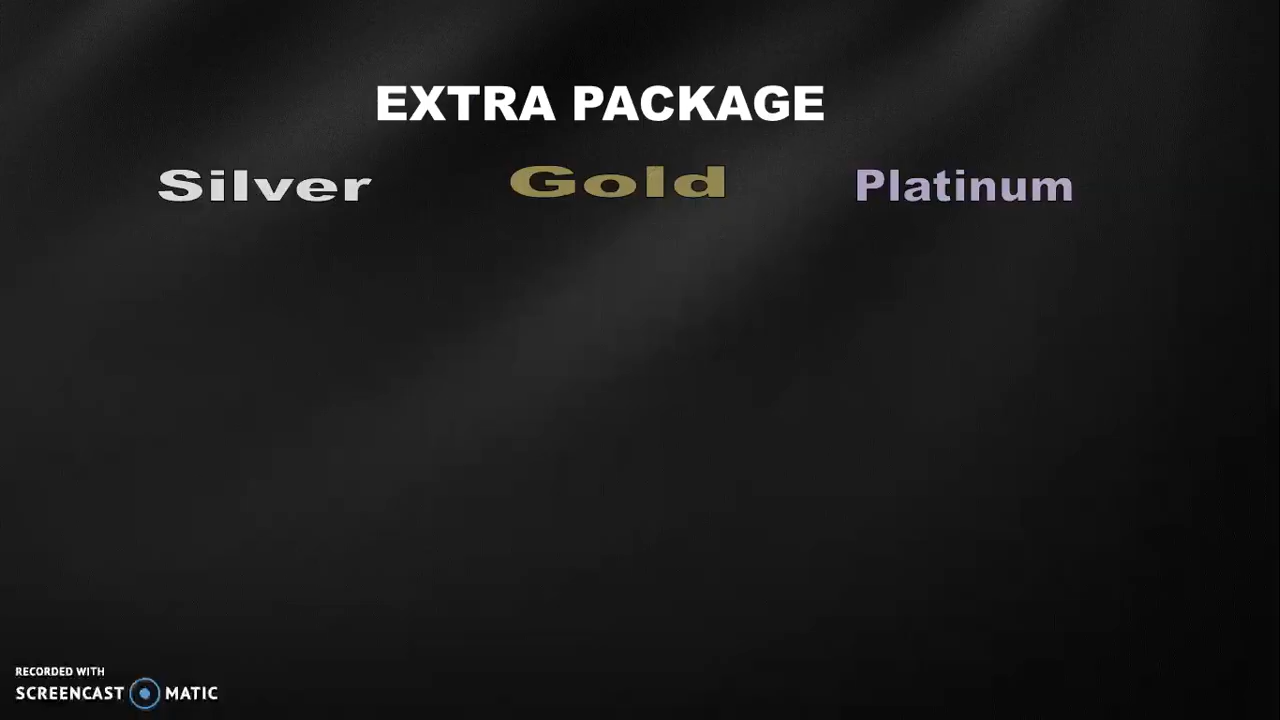 EXTRA PACKAGE
Silver Gold Platinum
RECORDED WITH
SCREENCAST MATIC